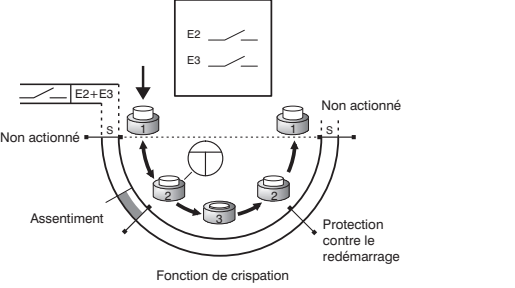 E2
E3
E2+E3
S
Non actionné
1
1
Non actionné
S
2
2
3
Assentiment
Protection
contre le
redémarrage
Fonction de crispation